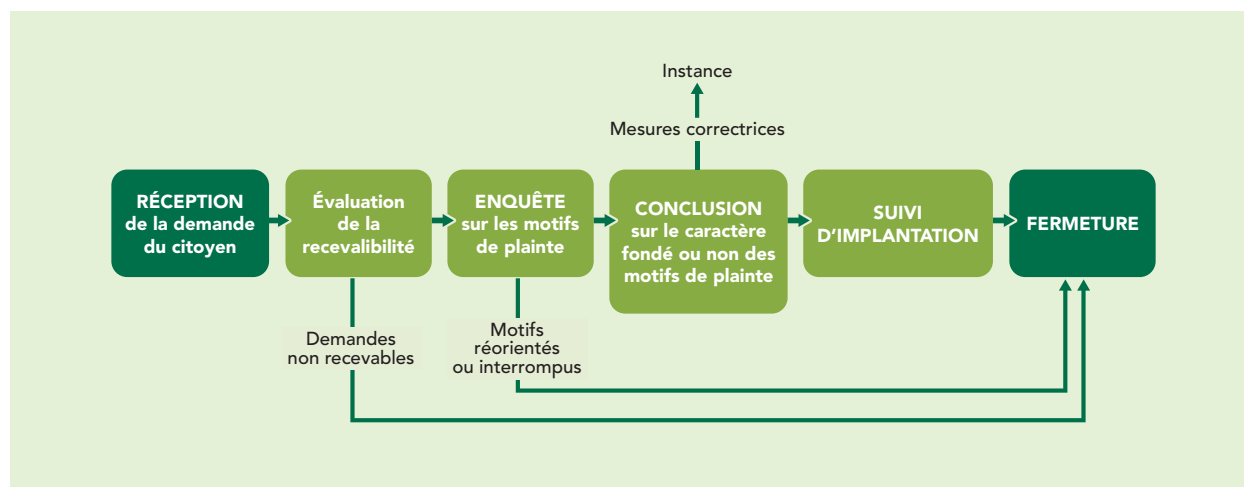 Instance
Mesures correctrices
RÉCEPTION
de la demande
du citoyen
Évaluation
de la
recevalibilité
ENQUÊTE
sur les motifs
de plainte
CONCLUSION
sur le caractère
fondé ou non des
motifs de plainte
SUIVI
D’IMPLANTATION
FERMETURE
Demandes
non recevables
Motifs
réorientés
ou interrompus